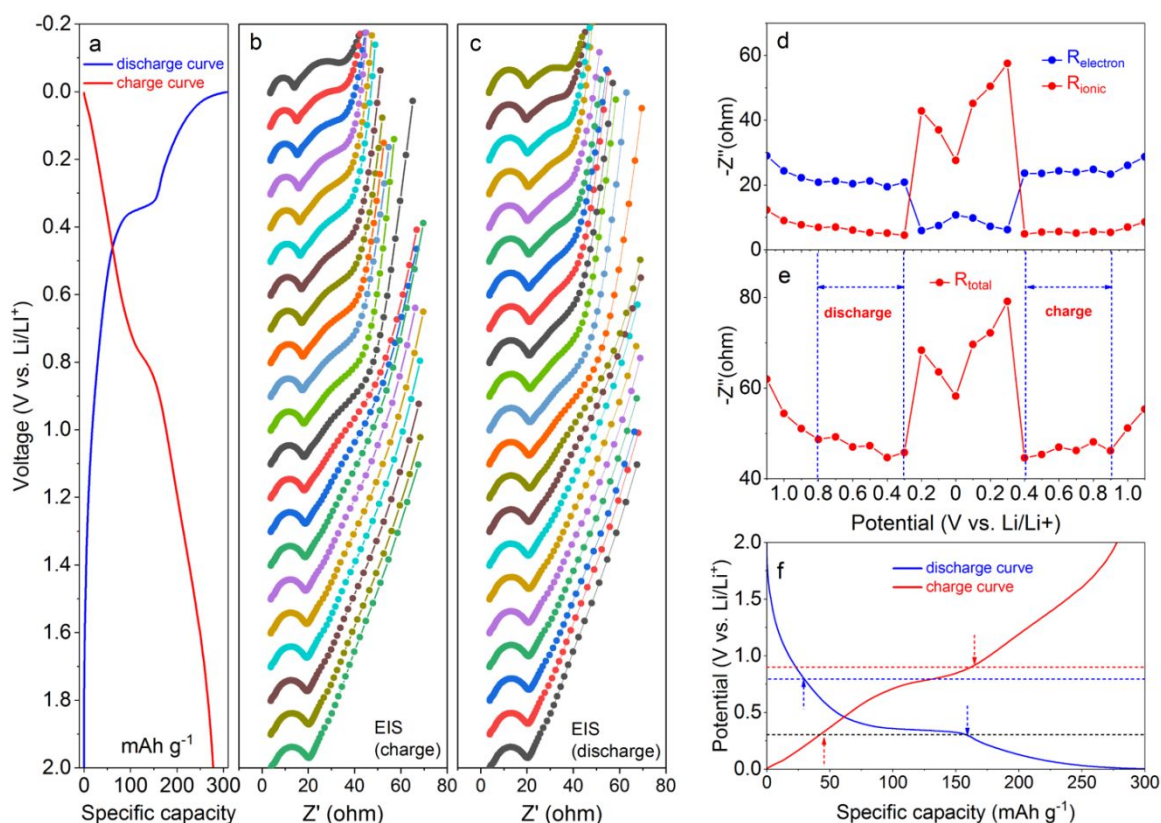 a
discharge curve
charge curve
-0.2
0.0
0.2
0.4
0.6
0.8
1.0
1.2
1.4
1.6
1.8
2.0
Voltage (V vs. Li/LI⁺)
mAh g⁻¹
0 100 200 300
Specific capacity
b
EIS
(charge)
0 20 40 60 80
Z' (ohm)
c
EIS
(discharge)
0 20 40 60 80
Z' (ohm)
d
R_electron
R_ionic
60
40
20
0
-Z"(ohm)
e
R_total
discharge
charge
80
60
40
-Z"(ohm)
1.0 0.8 0.6 0.4 0.2 0 0.2 0.4 0.6 0.8 1.0
Potential (V vs. Li/Li+)
f
discharge curve
charge curve
2.0
1.5
1.0
0.5
0.0
Potential (V vs. Li/Li⁺)
0 50 100 150 200 250 300
Specific capacity (mAh g⁻¹)